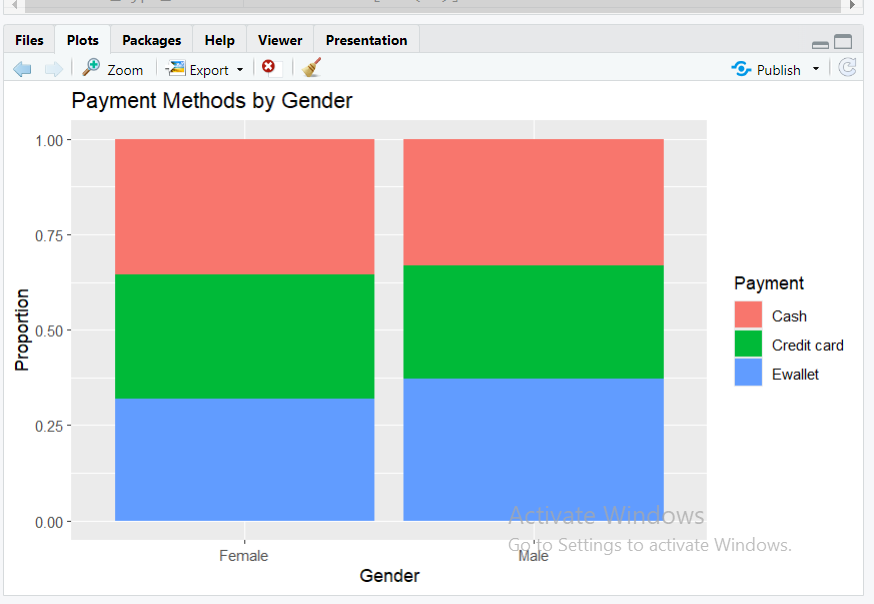 Files Plots Packages Help Viewer Presentation
Zoom Export Publish
Payment Methods by Gender
1.00
0.75
0.50
0.25
0.00
Proportion
Female Male
Gender
Payment
Cash
Credit card
Ewallet
Activate Windows
Go to Settings to activate Windows.